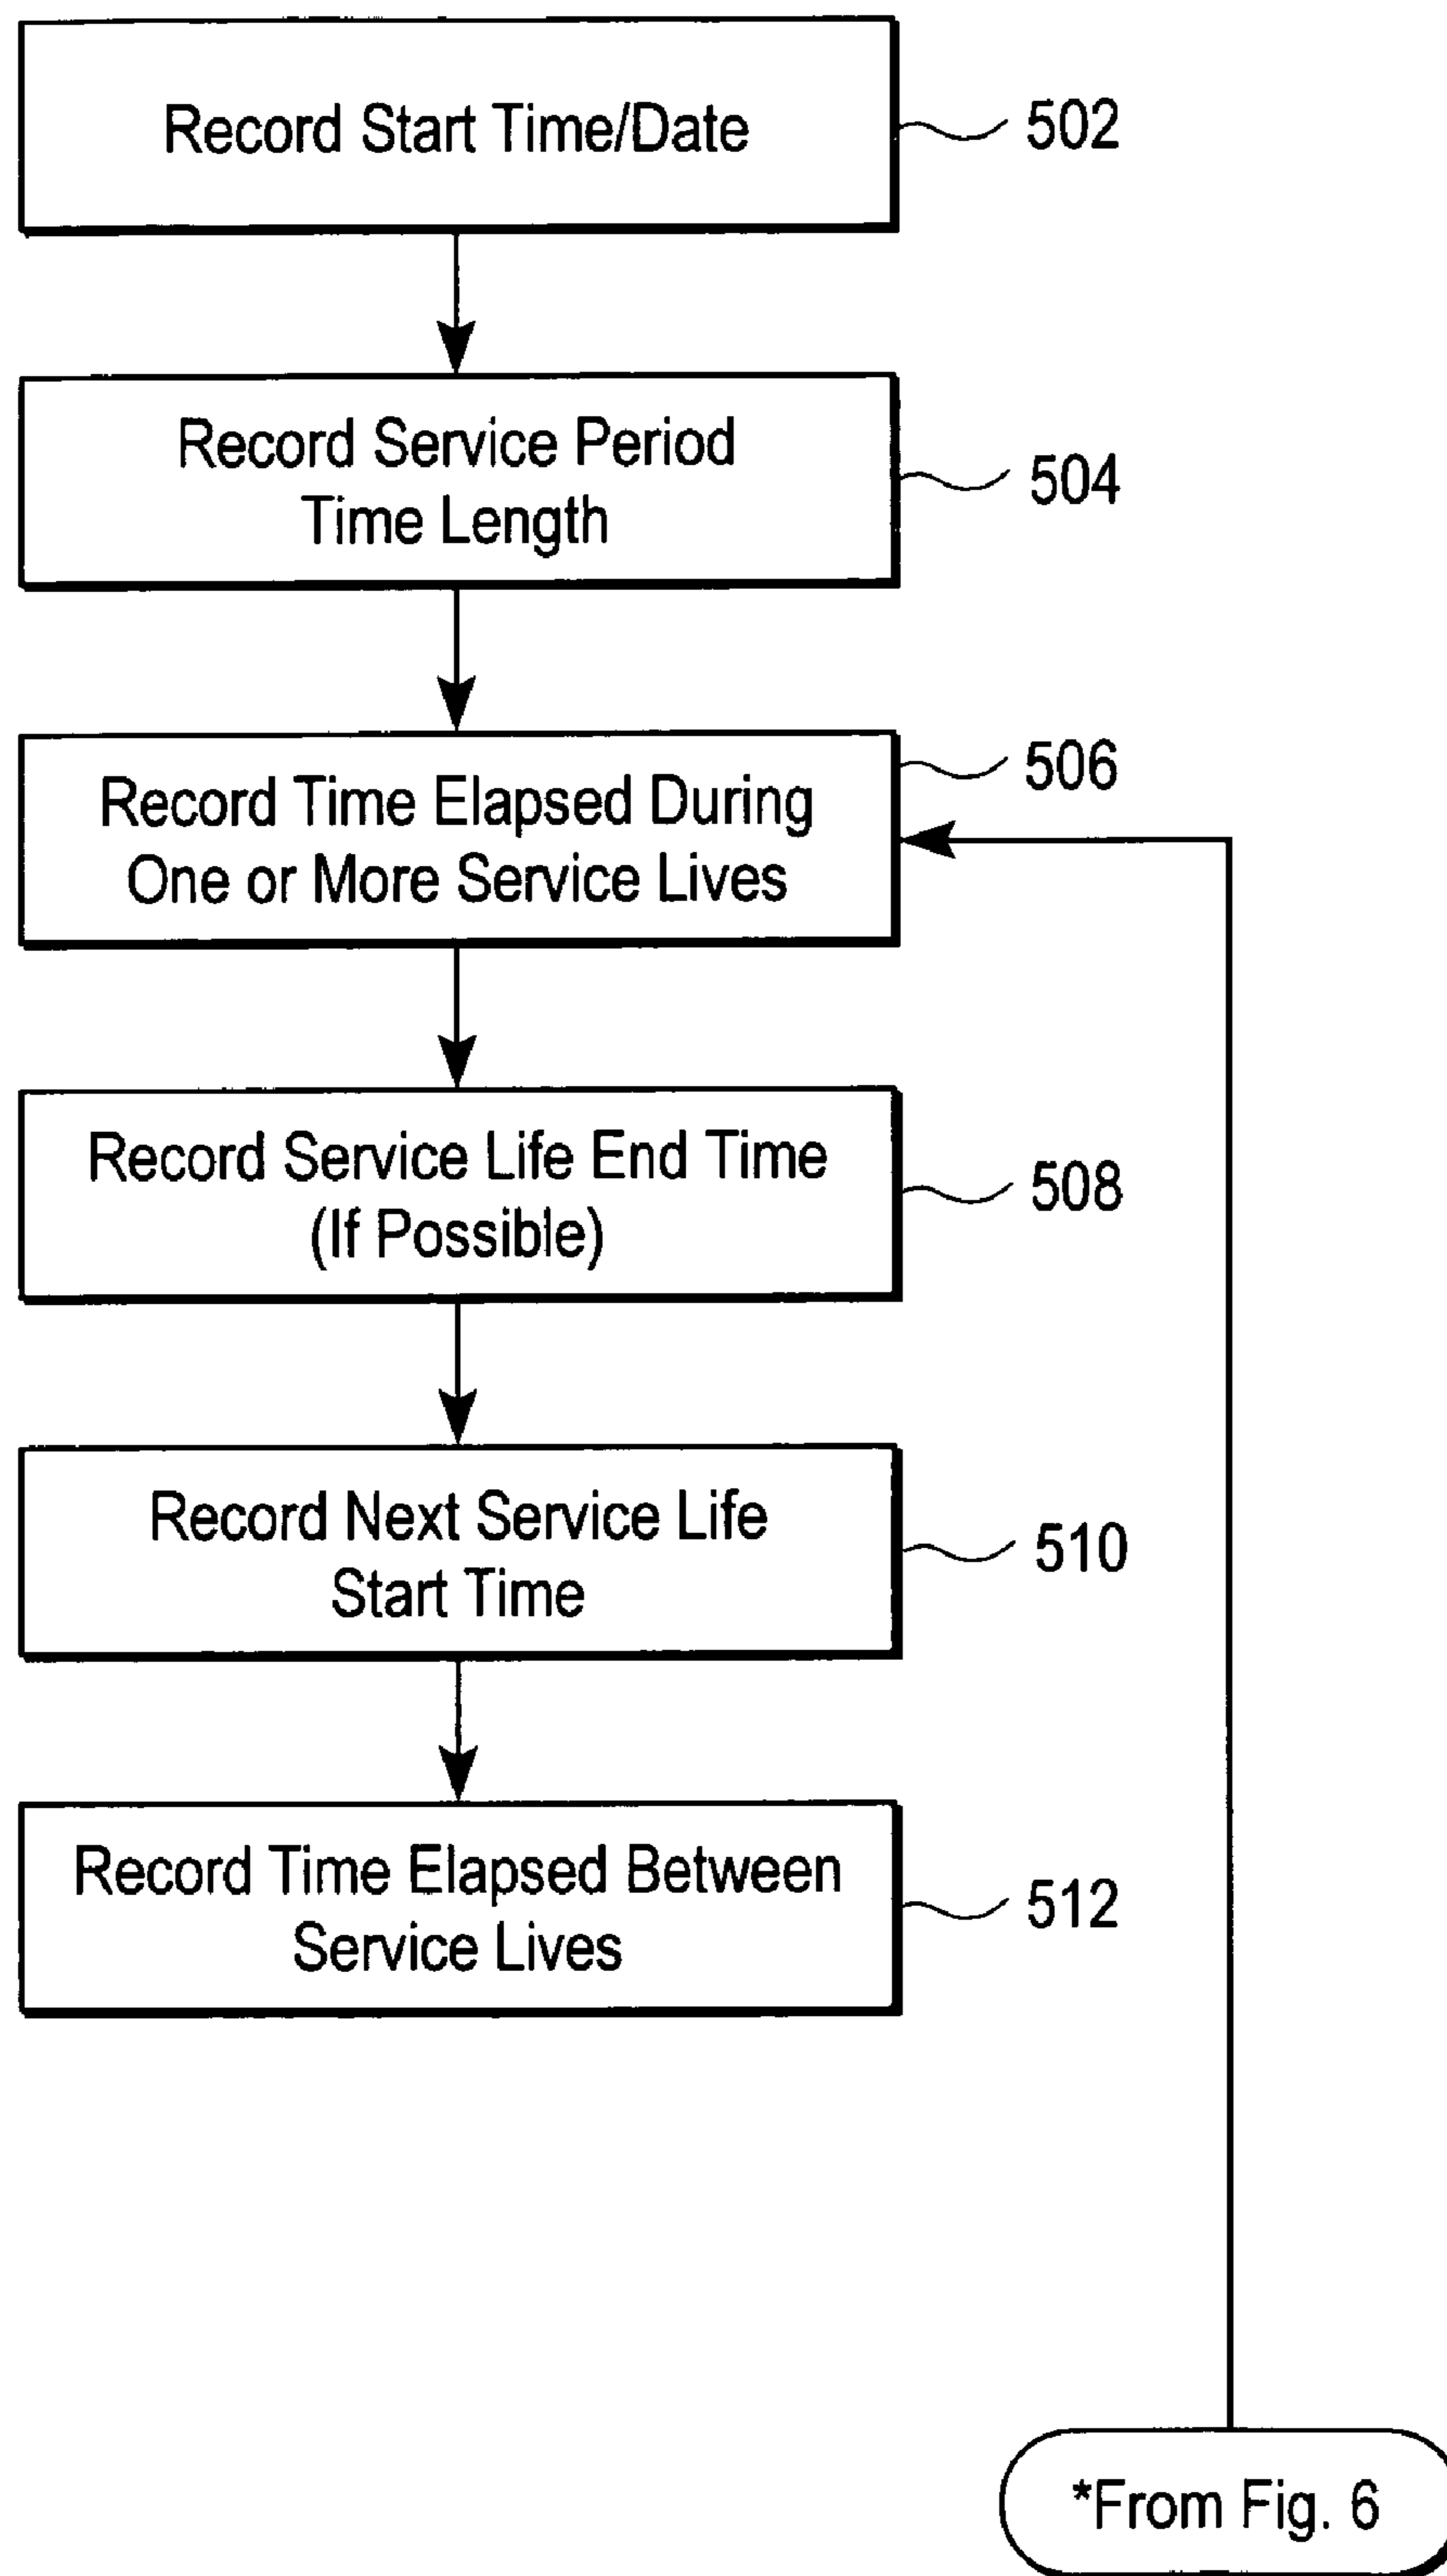 Record Start Time/Date
502
Record Service Period
Time Length
504
Record Time Elapsed During
One or More Service Lives
506
Record Service Life End Time
(If Possible)
508
Record Next Service Life
Start Time
510
Record Time Elapsed Between
Service Lives
512
*From Fig. 6